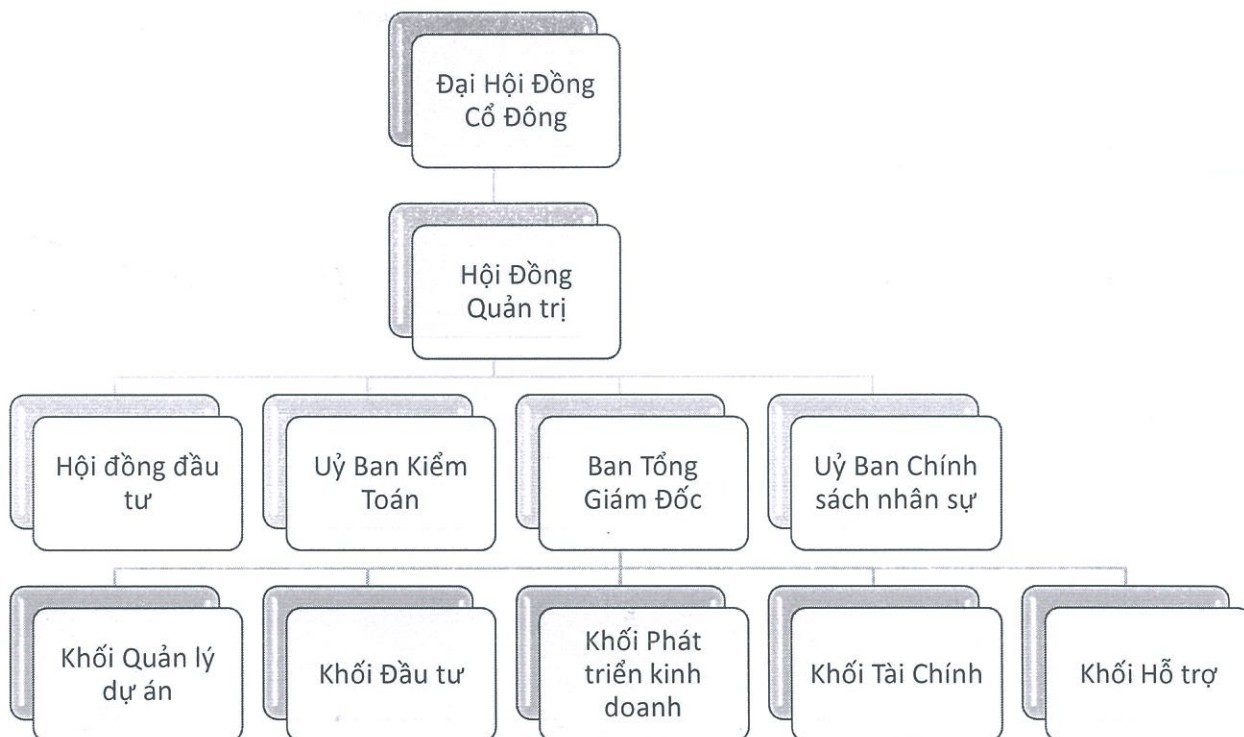 Đại Hội Đồng
Cổ Đông
Hội Đồng
Quản trị
Hội đồng đầu
tư
Uỷ Ban Kiểm
Toán
Ban Tổng
Giám Đốc
Uỷ Ban Chính
sách nhân sự
Khối Quản lý
dự án
Khối Đầu tư
Khối Phát
triển kinh
doanh
Khối Tài Chính
Khối Hỗ trợ